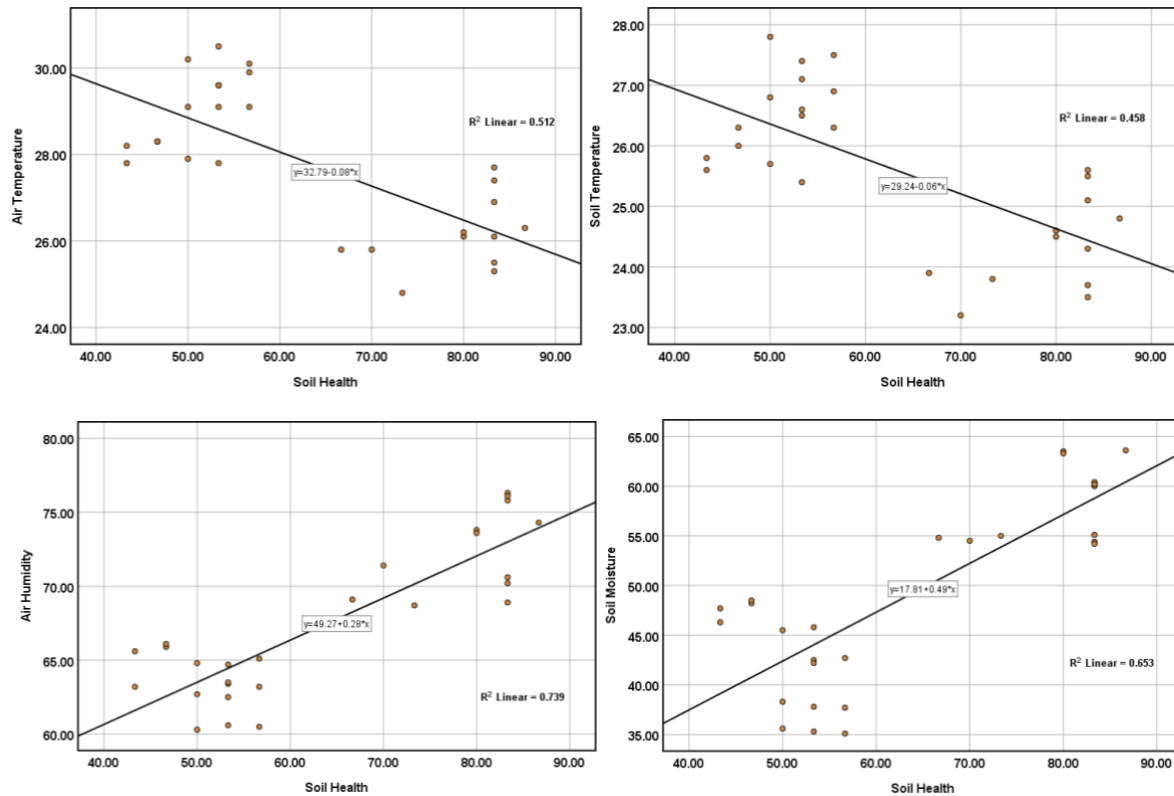 30.00
28.00
26.00
24.00
Air Temperature
R² Linear = 0.512
y=32.79-0.08*x
40.00 50.00 60.00 70.00 80.00 90.00
Soil Health
28.00
27.00
26.00
25.00
24.00
23.00
Soil Temperature
R² Linear = 0.458
y=29.24-0.06*x
40.00 50.00 60.00 70.00 80.00 90.00
Soil Health
80.00
75.00
70.00
65.00
60.00
Air Humidity
y=49.27+0.28*x
R² Linear = 0.739
40.00 50.00 60.00 70.00 80.00 90.00
Soil Health
65.00
60.00
55.00
50.00
45.00
40.00
35.00
Soil Moisture
y=17.81+0.49*x
R² Linear = 0.653
40.00 50.00 60.00 70.00 80.00 90.00
Soil Health